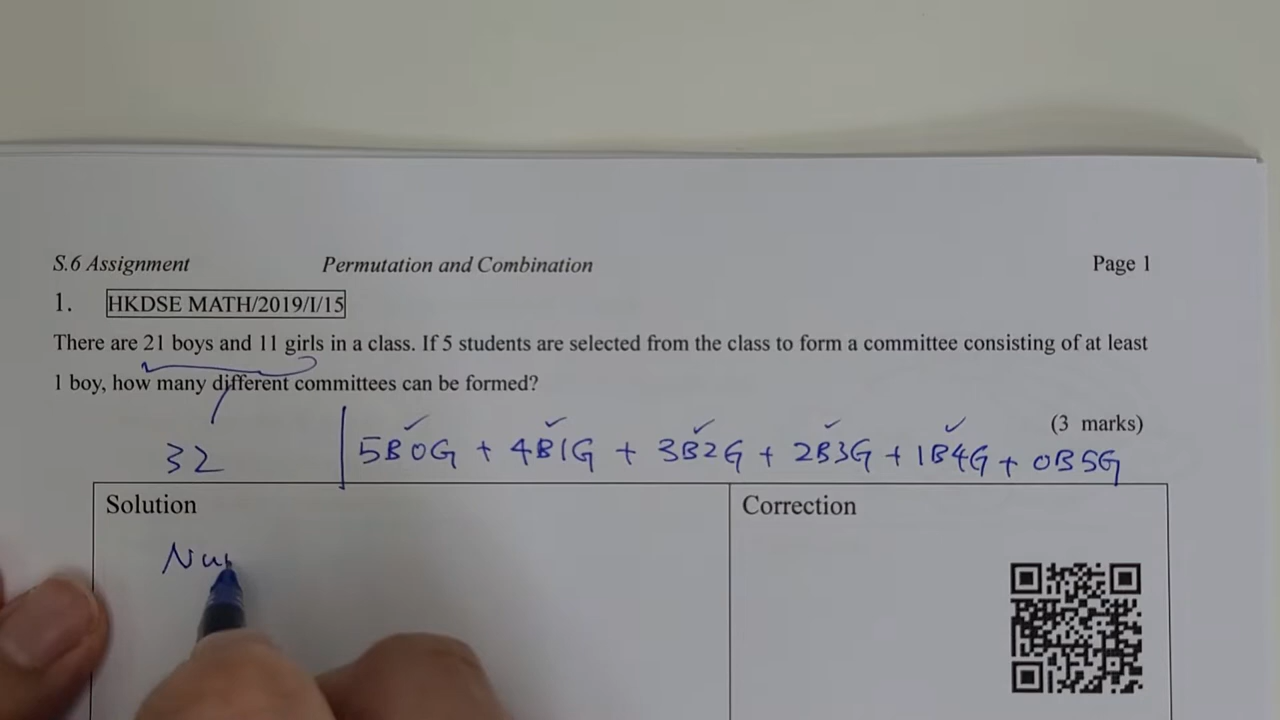 S.6 Assignment Permutation and Combination Page 1
1. HKDSE MATH/2019/I/15
There are 21 boys and 11 girls in a class. If 5 students are selected from the class to form a committee consisting of at least
1 boy, how many different committees can be formed?
(3 marks)
32 5B0G + 4B1G + 3B2G + 2B3G + 1B4G + 0B5G
Solution Correction
Num